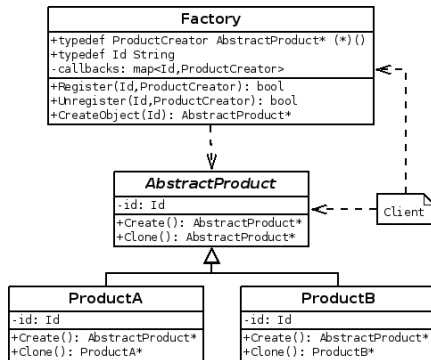 Factory
+typedef ProductCreator AbstractProduct* (*)()
+typedef Id String
-callbacks: map<Id,ProductCreator>
+Register(Id,ProductCreator): bool
+Unregister(Id,ProductCreator): bool
+CreateObject(Id): AbstractProduct*
AbstractProduct
-id: Id
+Create(): AbstractProduct*
+Clone(): AbstractProduct*
Client
ProductA
-id: Id
+Create(): AbstractProduct*
+Clone(): ProductA*
ProductB
-id: Id
+Create(): AbstractProduct*
+Clone(): ProductB*